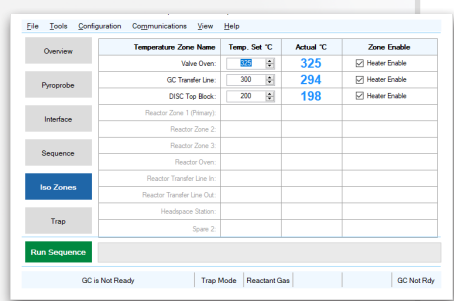 File Tools Configuration Communications View Help
Overview
Pyroprobe
Interface
Sequence
Iso Zones
Trap
Run Sequence
Temperature Zone Name Temp. Set °C Actual °C Zone Enable
Valve Oven: 325 325 Heater Enable
GC Transfer Line: 300 294 Heater Enable
DISC Top Block: 200 198 Heater Enable
Reactor Zone 1 (Primary):
Reactor Zone 2:
Reactor Zone 3:
Reactor Oven:
Reactor Transfer Line In:
Reactor Transfer Line Out:
Headspace Station:
Spare 2:
GC is Not Ready Trap Mode Reactant Gas GC Not Rdy